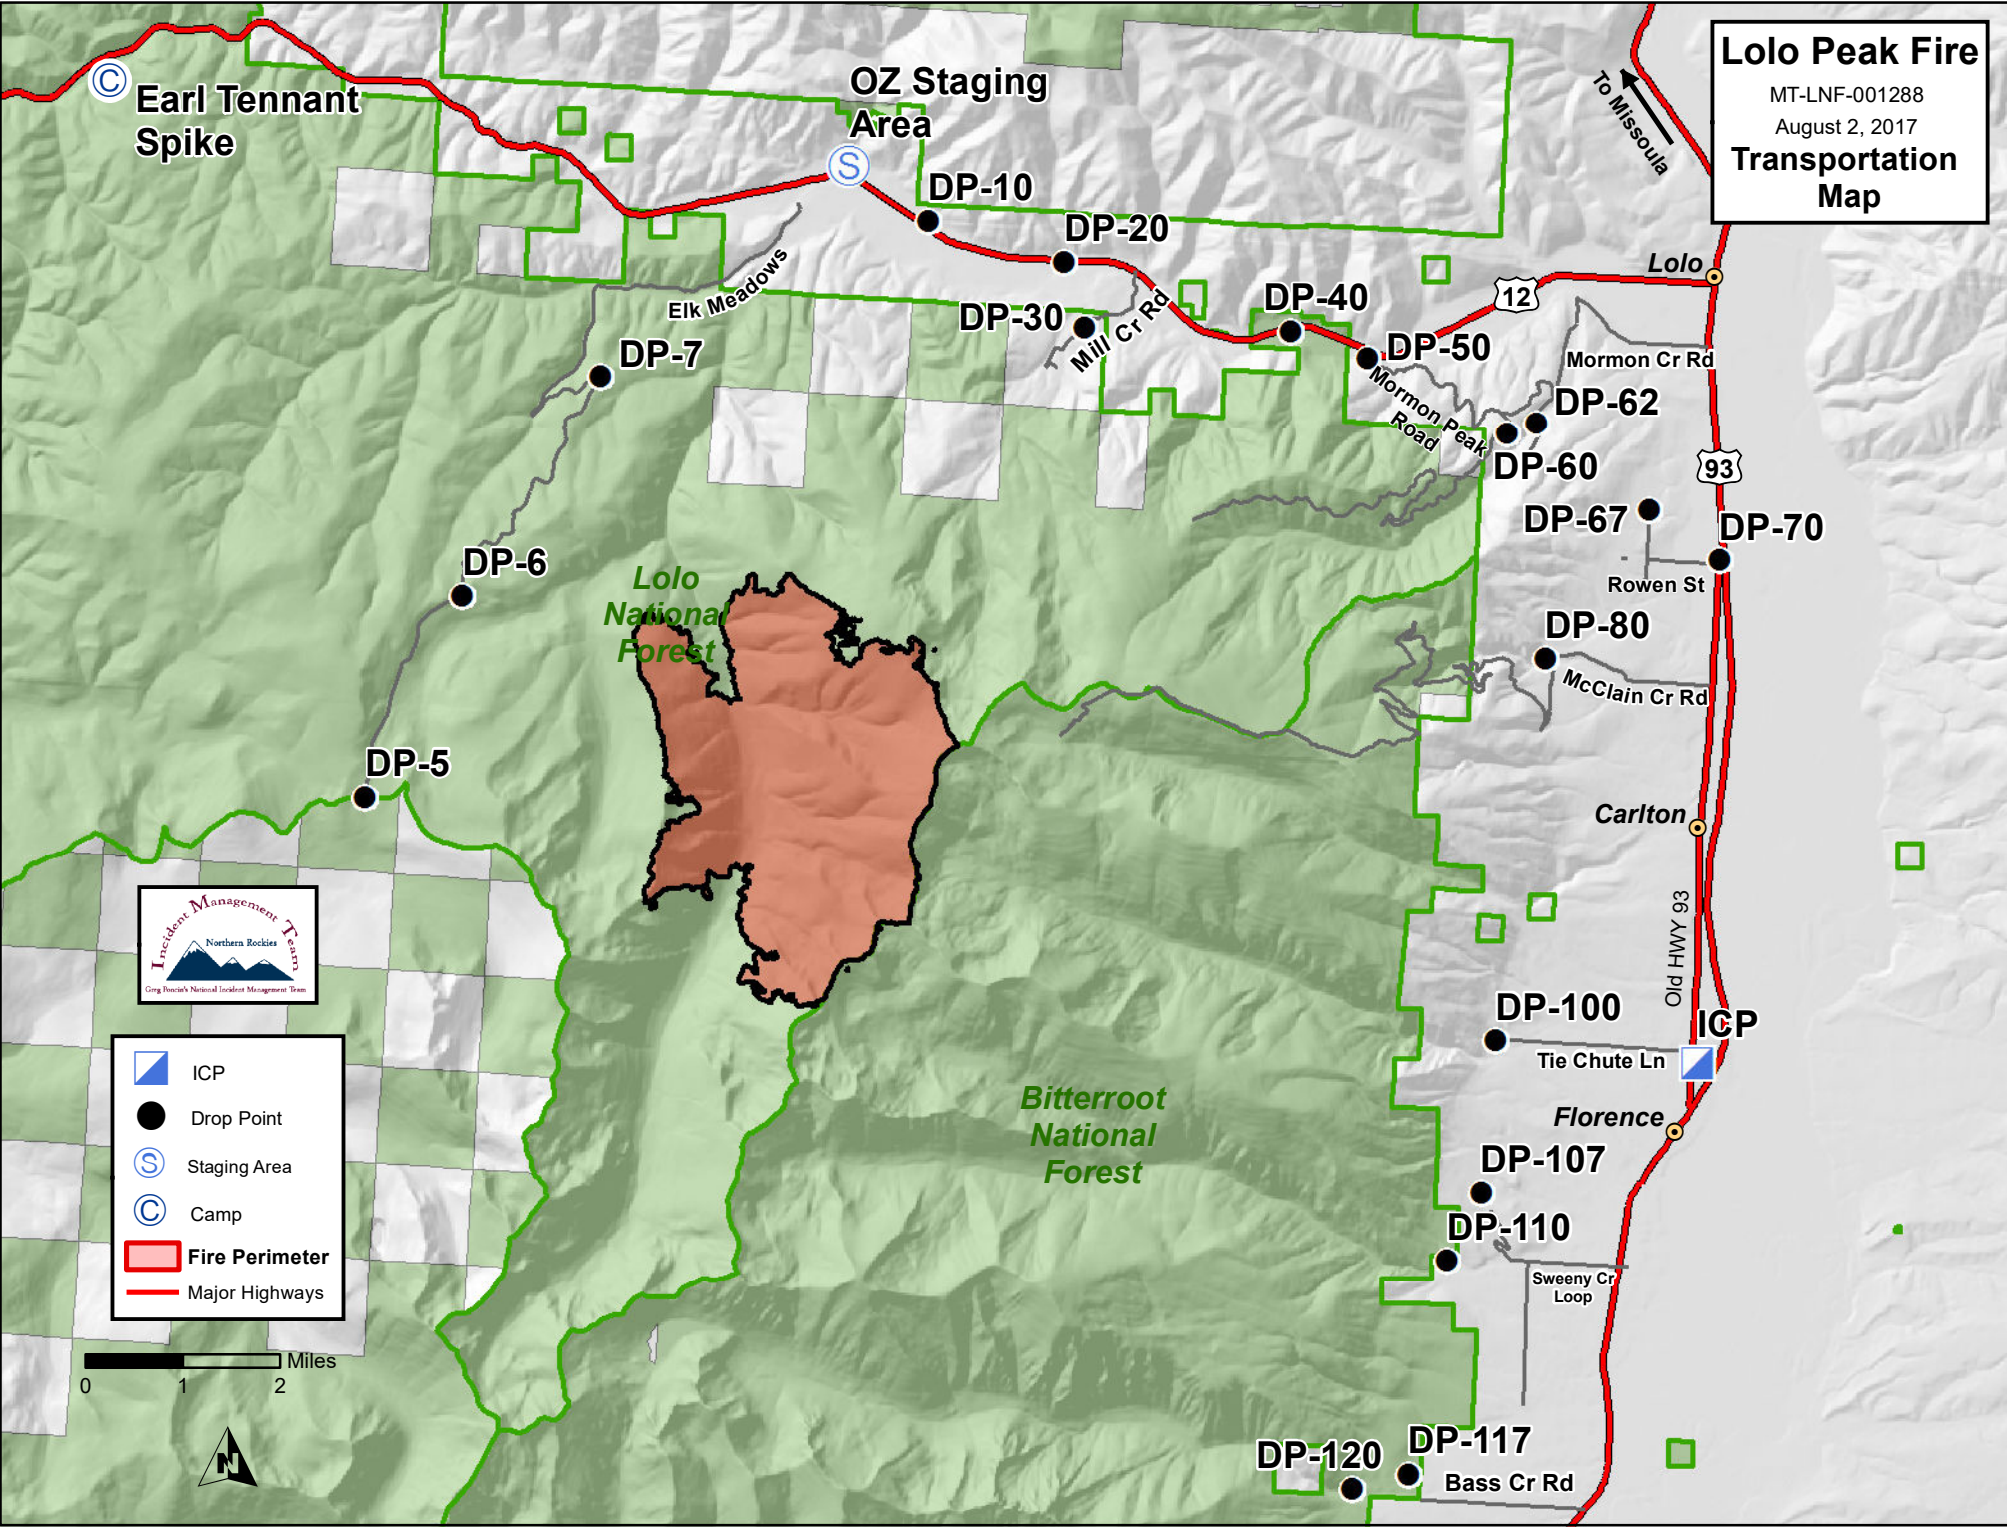 Lolo Peak Fire
MT-LNF-001288
August 2, 2017
Transportation
Map
To Missoula
C
Earl Tennant
Spike
OZ Staging
Area
S
DP-10
DP-20
Lolo
12
Elk Meadows
DP-30
Mill Cr Rd
DP-40
DP-50
DP-7
Mormon Cr Rd
Mormon Peak
Road
DP-62
DP-60
93
DP-67
DP-70
DP-6
Rowen St
Lolo
National
Forest
DP-80
McClain Cr Rd
DP-5
Carlton
Old HWY 93
Incident Management Team
Northern Rockies
Greg Poncin's National Incident Management Team
DP-100
ICP
Tie Chute Ln
Bitterroot
National
Forest
Florence
DP-107
DP-110
Sweeny Cr
Loop
ICP
Drop Point
S
Staging Area
C
Camp
Fire Perimeter
Major Highways
Miles
0 1 2
N
DP-120
DP-117
Bass Cr Rd